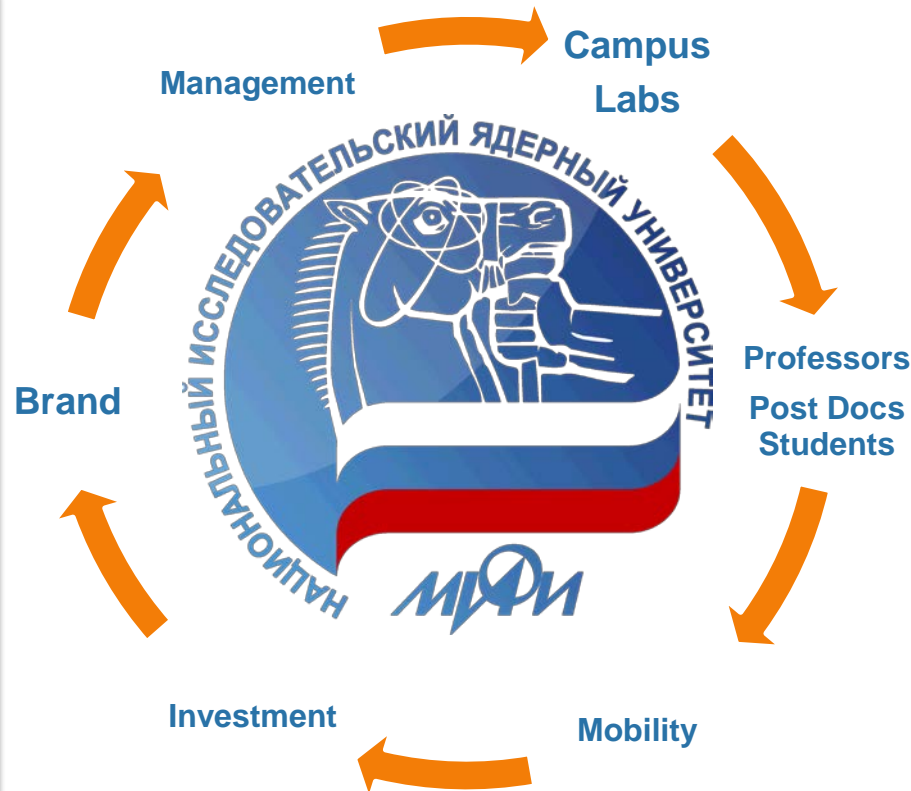 Management
Campus
Labs
Professors
Post Docs
Students
Mobility
Investment
Brand
НАЦИОНАЛЬНЫЙ ИССЛЕДОВАТЕЛЬСКИЙ ЯДЕРНЫЙ УНИВЕРСИТЕТ
МИФИ